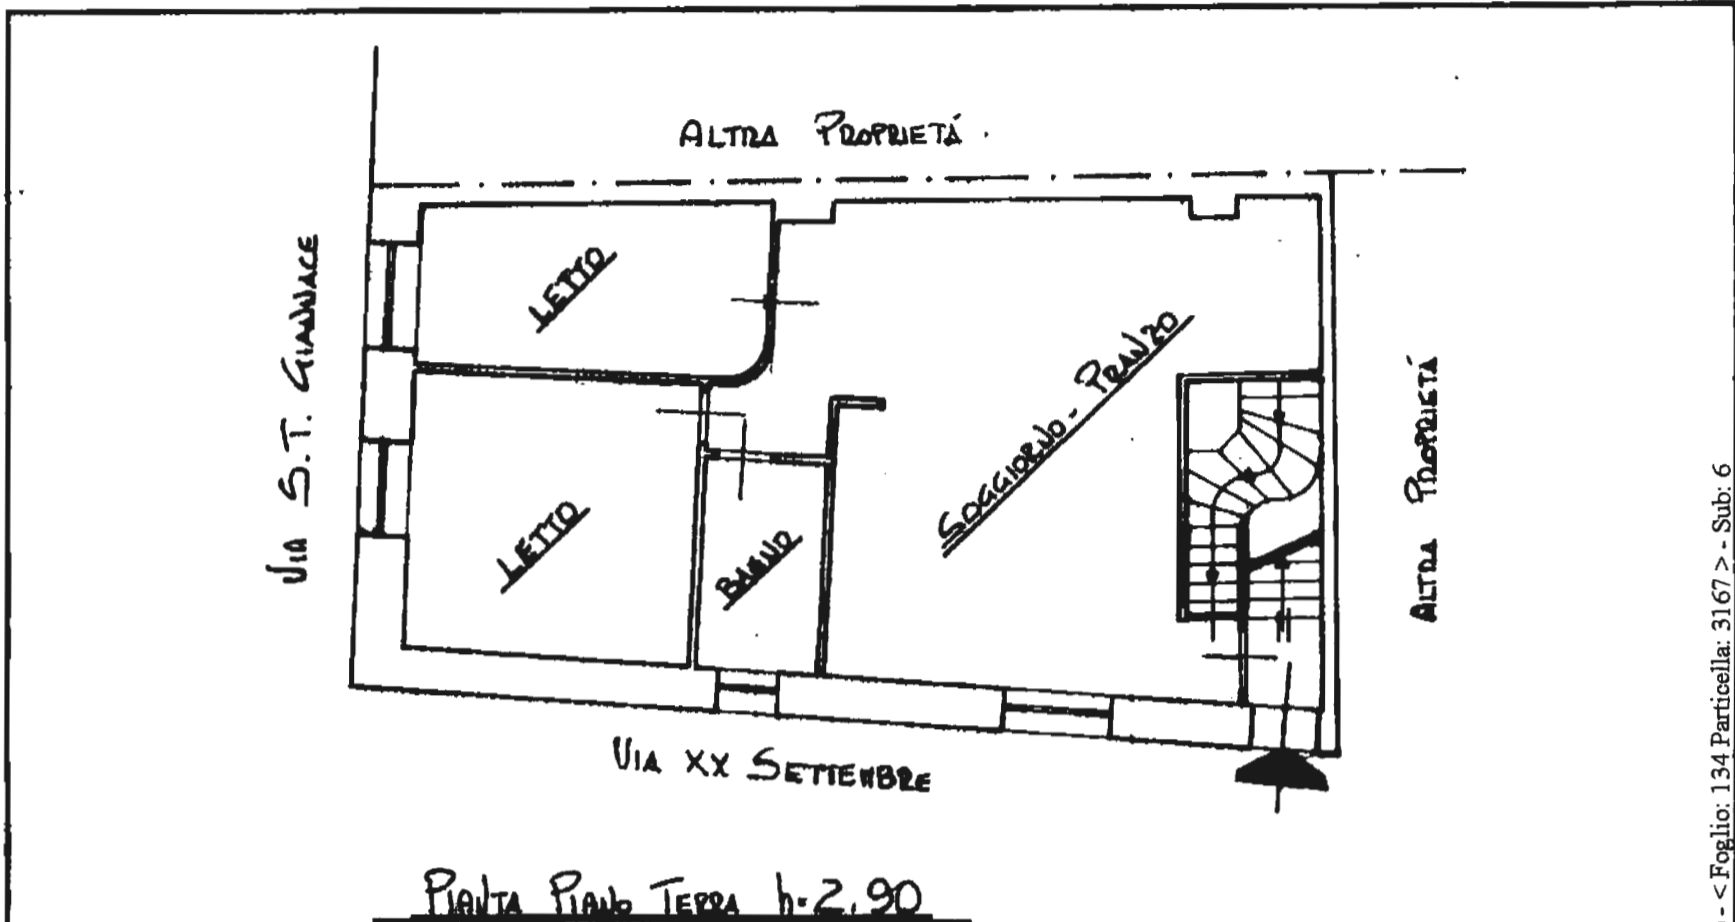 ALTRA PROPRIETÁ.
LETTO
VIA S.T. GIANNACE
SOGGIORNO - PRANZO
ALTRA PROPRIETÁ
LETTO
BAGNO
VIA XX SETTEMBRE
PIANTA PIANO TERRA h=2.90
- < Foglio: 134 Particella: 3167 > - Sub: 6